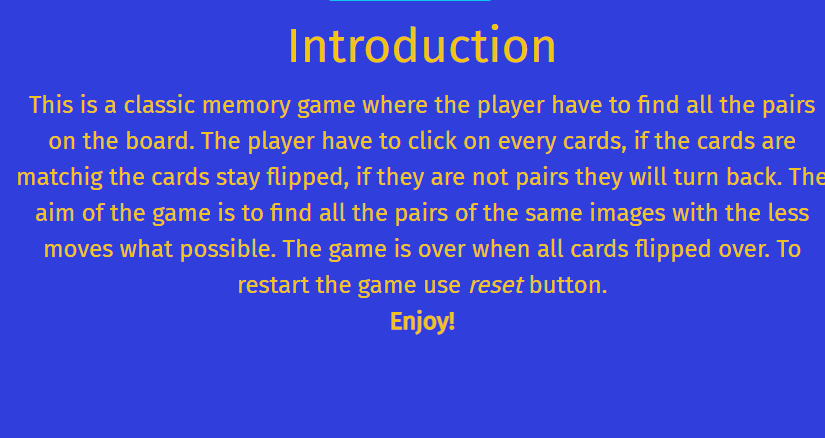 Introduction
This is a classic memory game where the player have to find all the pairs
on the board. The player have to click on every cards, if the cards are
matchig the cards stay flipped, if they are not pairs they will turn back. The
aim of the game is to find all the pairs of the same images with the less
moves what possible. The game is over when all cards flipped over. To
restart the game use reset button.
Enjoy!